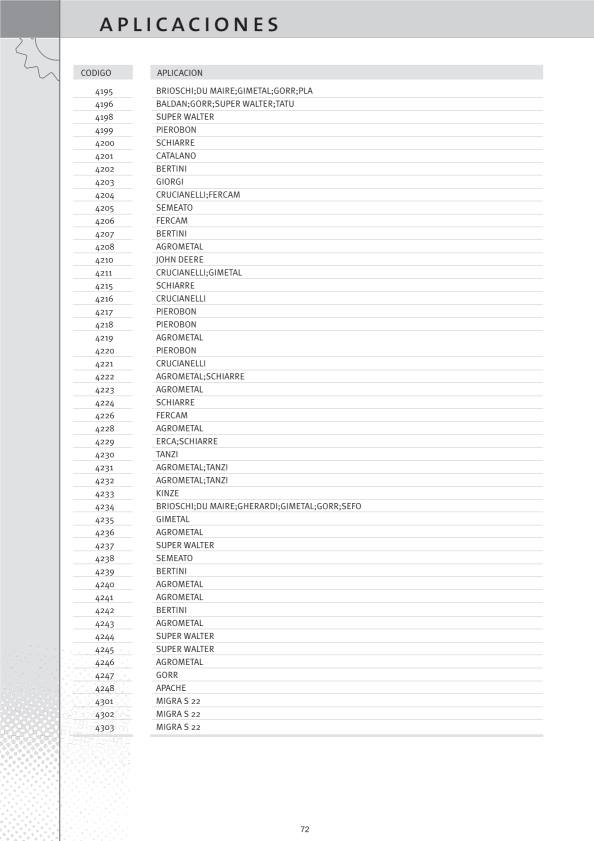 APLICACIONES
CODIGO APLICACION
4195 BRIOSCHI;DU MAIRE;GIMETAL;GORR;PLA
4196 BALDAN;GORR;SUPER WALTER;TATU
4198 SUPER WALTER
4199 PIEROBON
4200 SCHIARRE
4201 CATALANO
4202 BERTINI
4203 GIORGI
4204 CRUCIANELLI;FERCAM
4205 SEMEATO
4206 FERCAM
4207 BERTINI
4208 AGROMETAL
4210 JOHN DEERE
4211 CRUCIANELLI;GIMETAL
4215 SCHIARRE
4216 CRUCIANELLI
4217 PIEROBON
4218 PIEROBON
4219 AGROMETAL
4220 PIEROBON
4221 CRUCIANELLI
4222 AGROMETAL;SCHIARRE
4223 AGROMETAL
4224 SCHIARRE
4226 FERCAM
4228 AGROMETAL
4229 ERCA;SCHIARRE
4230 TANZI
4231 AGROMETAL;TANZI
4232 AGROMETAL;TANZI
4233 KINZE
4234 BRIOSCHI;DU MAIRE;GHERARDI;GIMETAL;GORR;SEFO
4235 GIMETAL
4236 AGROMETAL
4237 SUPER WALTER
4238 SEMEATO
4239 BERTINI
4240 AGROMETAL
4241 AGROMETAL
4242 BERTINI
4243 AGROMETAL
4244 SUPER WALTER
4245 SUPER WALTER
4246 AGROMETAL
4247 GORR
4248 APACHE
4301 MIGRA S 22
4302 MIGRA S 22
4303 MIGRA S 22
72